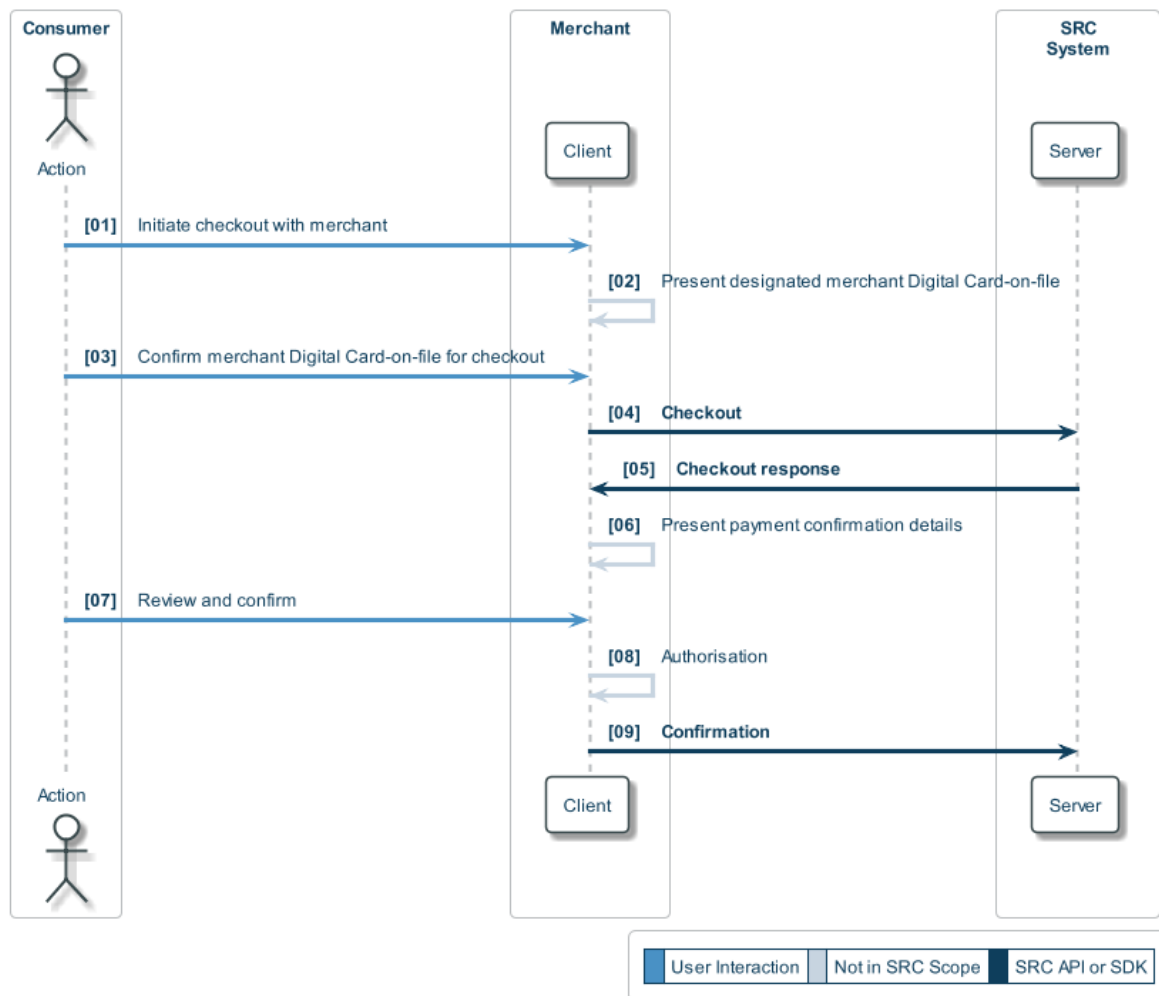 Consumer
Merchant
SRC
System
Action
Client
Server
[01] Initiate checkout with merchant
[02] Present designated merchant Digital Card-on-file
[03] Confirm merchant Digital Card-on-file for checkout
[04] Checkout
[05] Checkout response
[06] Present payment confirmation details
[07] Review and confirm
[08] Authorisation
[09] Confirmation
Action
Client
Server
User Interaction
Not in SRC Scope
SRC API or SDK